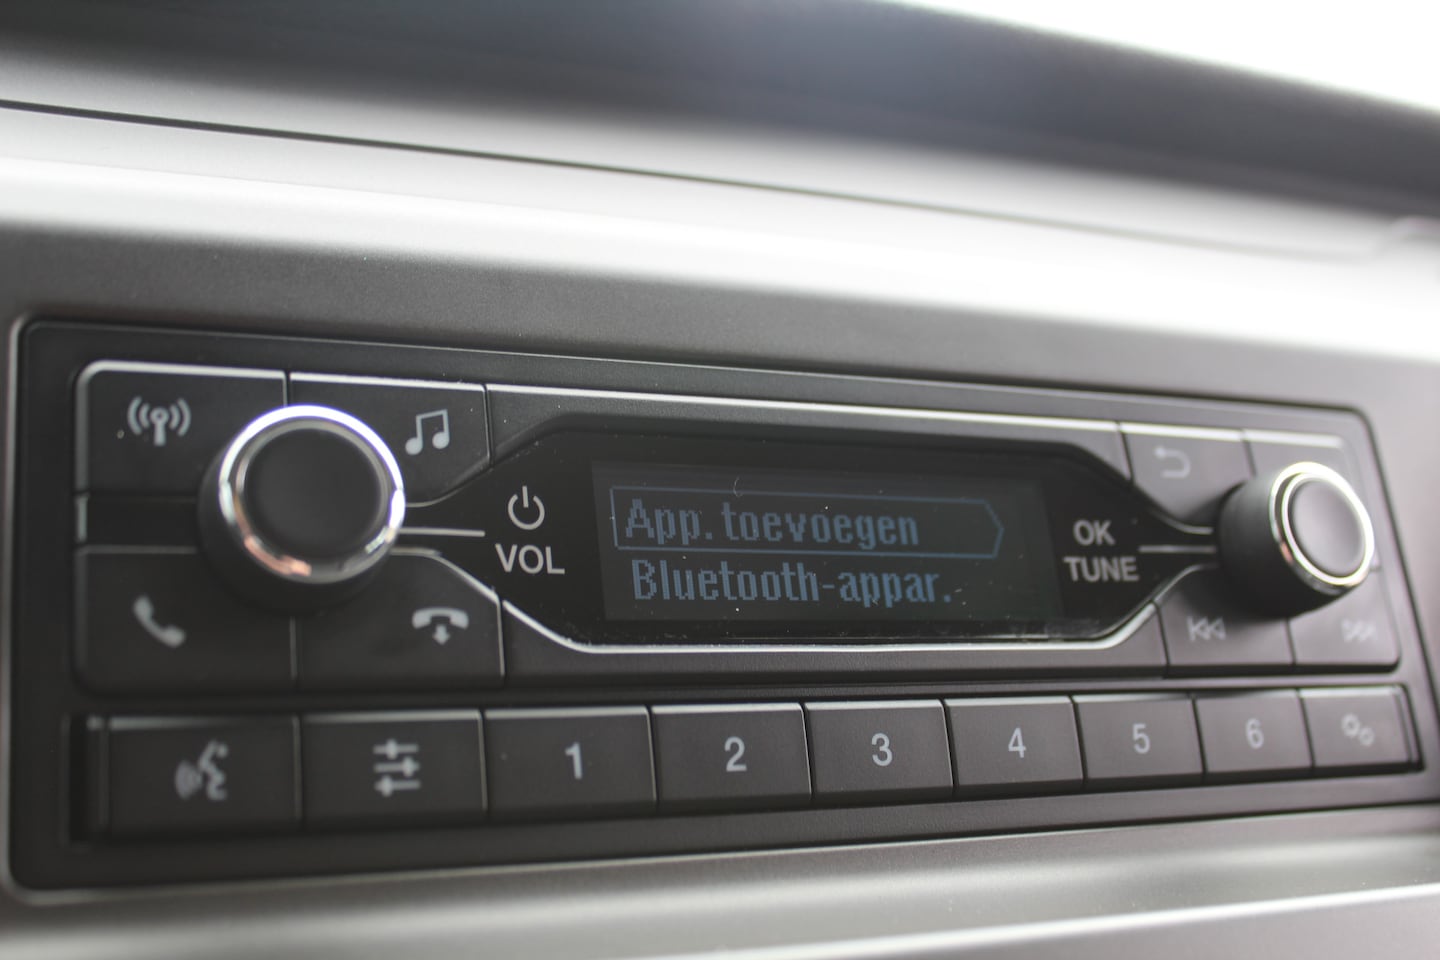 App. toevoegen
Bluetooth-appar.
VOL
OK
TUNE
1 2 3 4 5 6